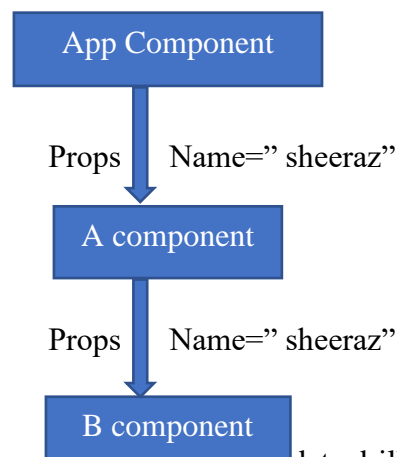 App Component
Props Name=” sheeraz”
A component
Props Name=” sheeraz”
B component